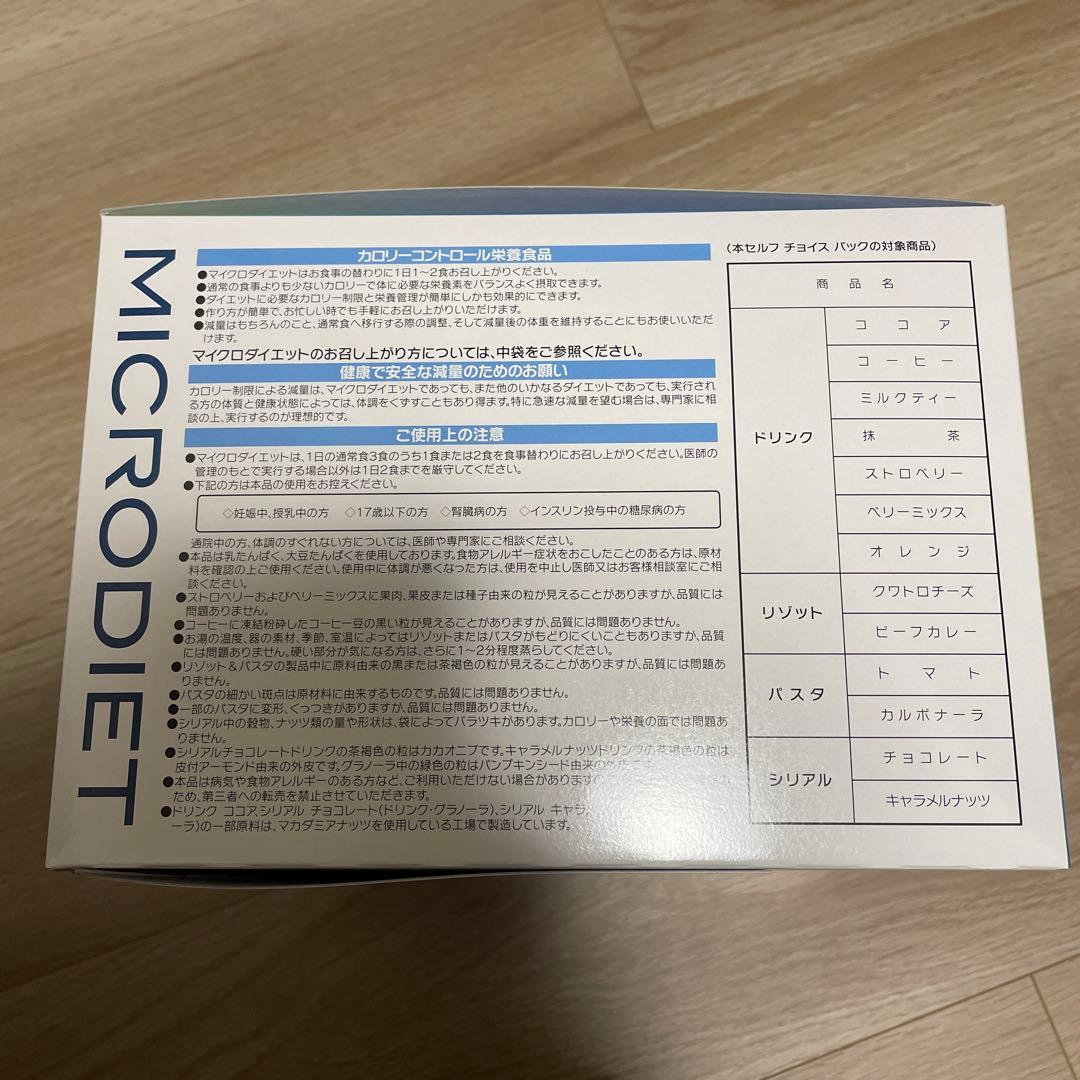 MICRODIET
カロリーコントロール栄養食品
●マイクロダイエットはお食事の替わりに1日1〜2食お召し上がりください。
●通常の食事よりも少ないカロリーで体に必要な栄養素をバランスよく摂取できます。
●ダイエットに必要なカロリー制限と栄養管理が簡単にしかも効果的にできます。
●作り方が簡単で、お忙しい時でも手軽にお召し上がりいただけます。
●減量はもちろんのこと、通常食へ移行する際の調整、そして減量後の体重を維持することにもお使いいただ
けます。
マイクロダイエットのお召し上がり方については、中袋をご参照ください。
健康で安全な減量のためのお願い
カロリー制限による減量は、マイクロダイエットであっても、また他のいかなるダイエットであっても、実行され
る方の体質と健康状態によっては、体調をくずすこともあり得ます。特に急速な減量を望む場合は、専門家に相
談の上、実行するのが理想的です。
ご使用上の注意
●マイクロダイエットは、1日の通常食3食のうち1食または2食を食事替わりにお召し上がりください。医師の
管理のもとで実行する場合以外は1日2食までを厳守してください。
●下記の方は本品の使用をお控えください。
◇妊娠中、授乳中の方 ◇17歳以下の方 ◇腎臓病の方 ◇インスリン投与中の糖尿病の方
通院中の方、体調のすぐれない方については、医師や専門家にご相談ください。
●本品は乳たんぱく、大豆たんぱくを使用しております。食物アレルギー症状をおこしたことのある方は、原材
料を確認の上ご使用ください。使用中に体調が悪くなった方は、使用を中止し医師又はお客様相談室にご相
談ください。
●ストロベリーおよびベリーミックスに果肉、果皮または種子由来の粒が見えることがありますが、品質には
問題ありません。
●コーヒーに凍結粉砕したコーヒー豆の黒い粒が見えることがありますが、品質には問題ありません。
●お湯の温度、器の素材、季節、室温によってはリゾットまたはパスタがもどりにくいこともありますが、品質
には問題ありません。硬い部分が気になる方は、さらに1〜2分程度蒸らしてください。
●リゾット＆パスタの製品中に原料由来の黒または茶褐色の粒が見えることがありますが、品質には問題あ
りません。
●パスタの細かい斑点は原材料に由来するものです。品質には問題ありません。
●一部のパスタに変形、くっつきがありますが、品質には問題ありません。
●シリアル中の穀物、ナッツ類の量や形状は、袋によってバラツキがあります。カロリーや栄養の面では問題あ
りません。
●シリアルチョコレートドリンクの茶褐色の粒はカカオニブです。キャラメルナッツドリンクの茶褐色の粒は
皮付アーモンド由来の外皮です。グラノーラ中の緑色の粒はパンプキンシード由来の外皮です
●本品は病気や食物アレルギーのある方など、ご利用いただけない場合があります
ため、第三者への転売を禁止させていただきます。
●ドリンク ココア、シリアル チョコレート(ドリンク・グラノーラ)、シリアル キャラ
ーラ)の一部原料は、マカダミアナッツを使用している工場で製造しています。
(本セルフ チョイス パックの対象商品)
商品名
ドリンク
ココア
コーヒー
ミルクティー
抹茶
ストロベリー
ベリーミックス
オレンジ
リゾット
クワトロチーズ
ビーフカレー
パスタ
トマト
カルボナーラ
シリアル
チョコレート
キャラメルナッツ